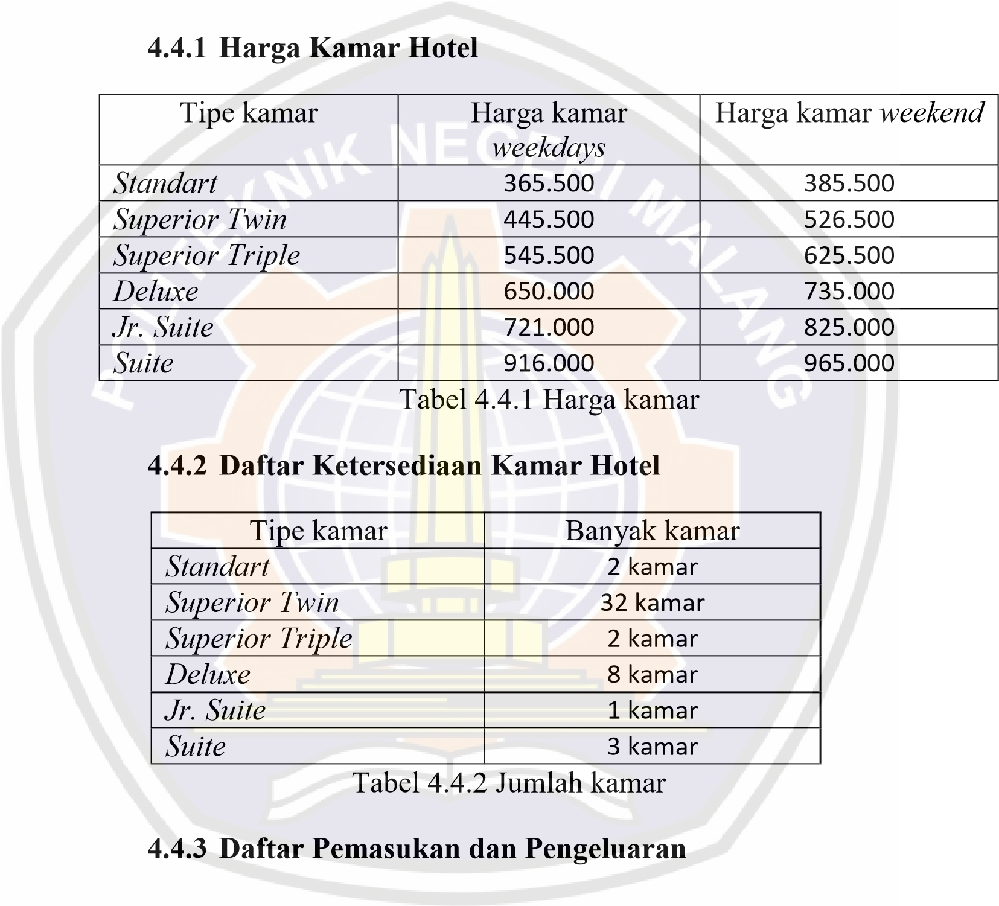 4.4.1 Harga Kamar Hotel
Tipe kamar Harga kamar weekdays Harga kamar weekend
Standart 365.500 385.500
Superior Twin 445.500 526.500
Superior Triple 545.500 625.500
Deluxe 650.000 735.000
Jr. Suite 721.000 825.000
Suite 916.000 965.000
Tabel 4.4.1 Harga kamar
4.4.2 Daftar Ketersediaan Kamar Hotel
Tipe kamar Banyak kamar
Standart 2 kamar
Superior Twin 32 kamar
Superior Triple 2 kamar
Deluxe 8 kamar
Jr. Suite 1 kamar
Suite 3 kamar
Tabel 4.4.2 Jumlah kamar
4.4.3 Daftar Pemasukan dan Pengeluaran
POLITEKNIK NEGERI MALANG